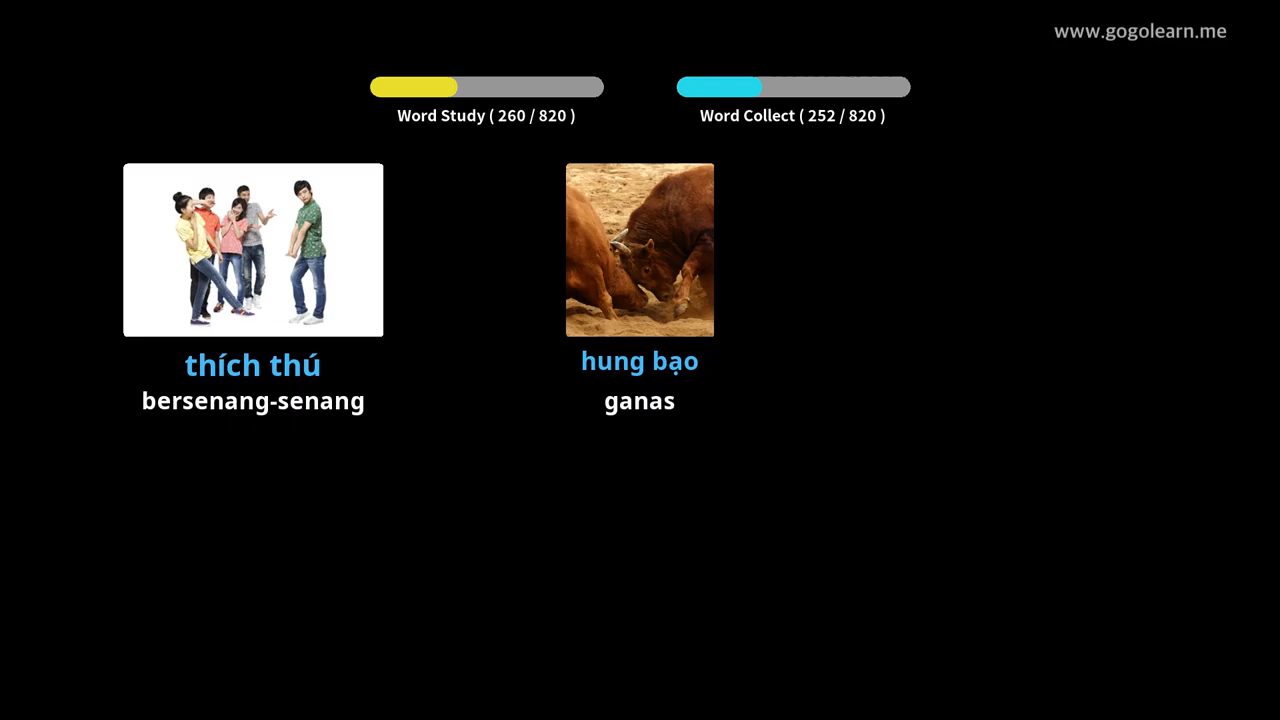 www.gogolearn.me
Word Study ( 260 / 820 )
Word Collect ( 252 / 820 )
thích thú
bersenang-senang
hung bạo
ganas